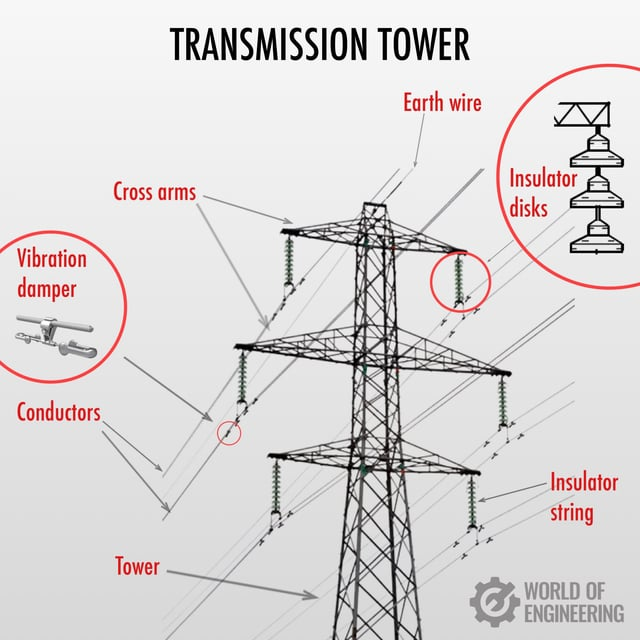 TRANSMISSION TOWER
Earth wire
Cross arms
Insulator
disks
Vibration
damper
Conductors
Insulator
string
Tower
WORLD OF
ENGINEERING